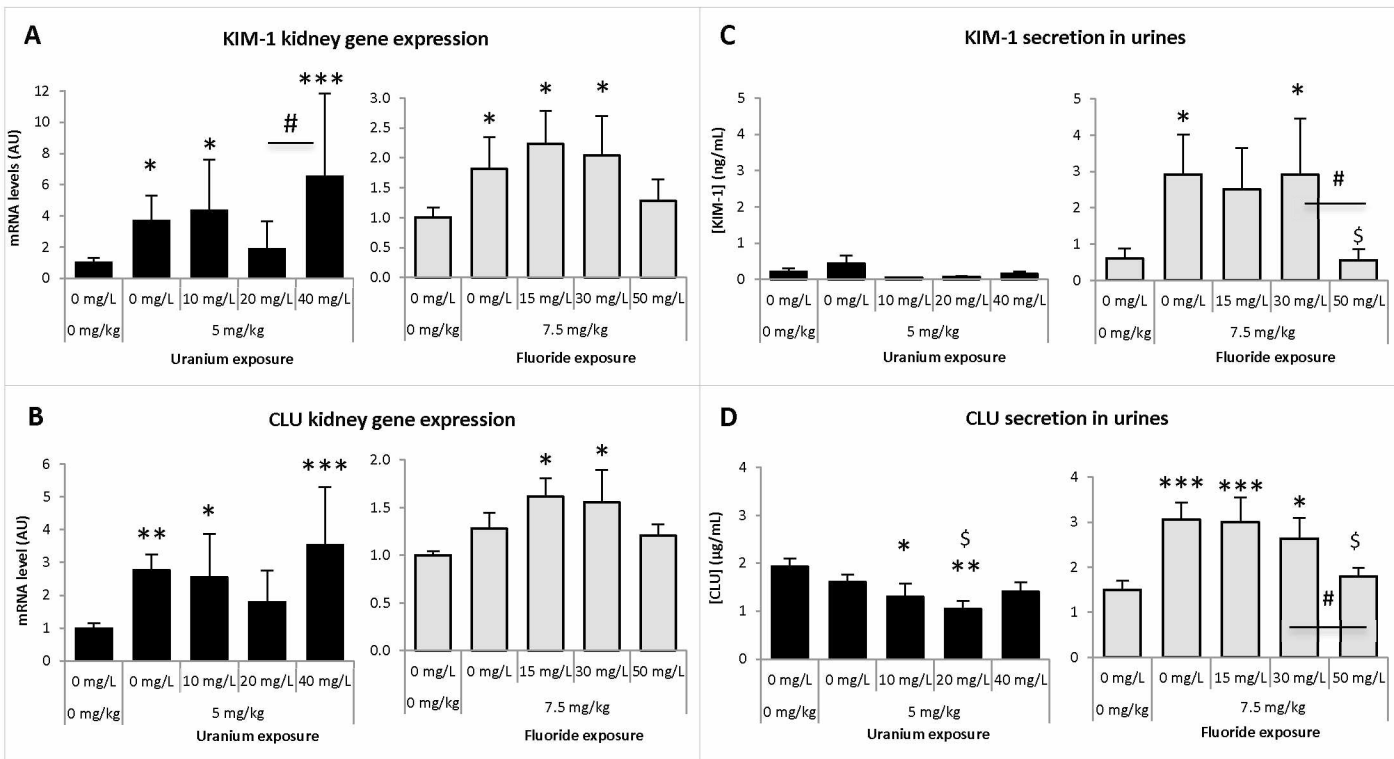 A
KIM-1 kidney gene expression
mRNA levels (AU)
12
10
8
6
4
2
0
*
*
#
***
0 mg/L 0 mg/L 10 mg/L 20 mg/L 40 mg/L
0 mg/kg 5 mg/kg
Uranium exposure
3.0
2.5
2.0
1.5
1.0
0.5
0.0
*
*
*
0 mg/L 0 mg/L 15 mg/L 30 mg/L 50 mg/L
0 mg/kg 7.5 mg/kg
Fluoride exposure
C
KIM-1 secretion in urines
[KIM-1] (ng/mL)
5
4
3
2
1
0
0 mg/L 0 mg/L 10 mg/L 20 mg/L 40 mg/L
0 mg/kg 5 mg/kg
Uranium exposure
5
4
3
2
1
0
*
*
#
$
0 mg/L 0 mg/L 15 mg/L 30 mg/L 50 mg/L
0 mg/kg 7.5 mg/kg
Fluoride exposure
B
CLU kidney gene expression
mRNA level (AU)
6
5
4
3
2
1
0
**
*
***
0 mg/L 0 mg/L 10 mg/L 20 mg/L 40 mg/L
0 mg/kg 5 mg/kg
Uranium exposure
2.0
1.5
1.0
0.5
0.0
*
*
0 mg/L 0 mg/L 15 mg/L 30 mg/L 50 mg/L
0 mg/kg 7.5 mg/kg
Fluoride exposure
D
CLU secretion in urines
[CLU] (µg/mL)
4
3
2
1
0
*
$
**
0 mg/L 0 mg/L 10 mg/L 20 mg/L 40 mg/L
0 mg/kg 5 mg/kg
Uranium exposure
4
3
2
1
0
***
***
*
$
#
0 mg/L 0 mg/L 15 mg/L 30 mg/L 50 mg/L
0 mg/kg 7.5 mg/kg
Fluoride exposure